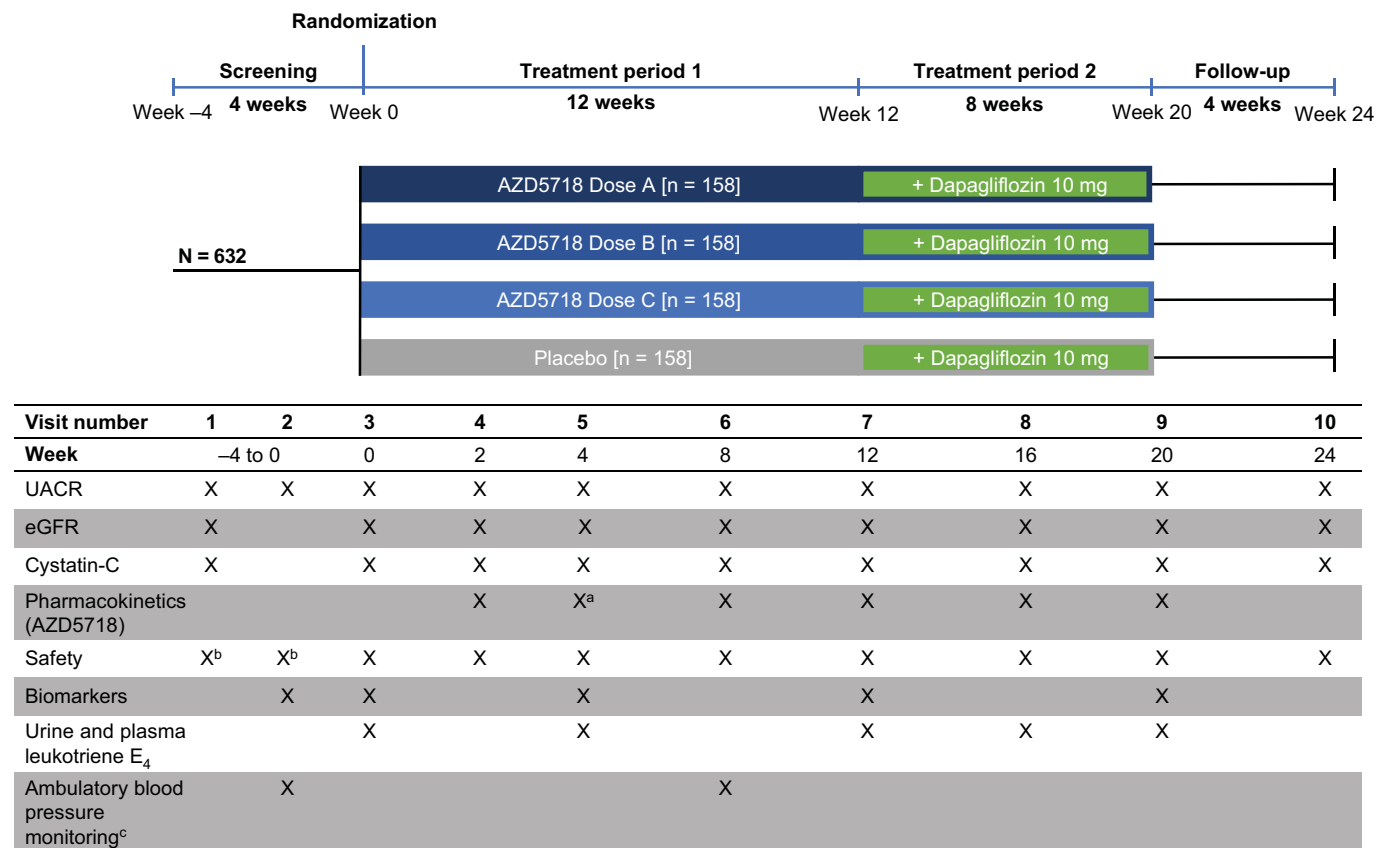 Randomization
Screening Treatment period 1 Treatment period 2 Follow-up
4 weeks 12 weeks 8 weeks 4 weeks
Week –4 Week 0 Week 12 Week 20 Week 24
AZD5718 Dose A [n = 158] + Dapagliflozin 10 mg
AZD5718 Dose B [n = 158] + Dapagliflozin 10 mg
N = 632
AZD5718 Dose C [n = 158] + Dapagliflozin 10 mg
Placebo [n = 158] + Dapagliflozin 10 mg
Visit number 1 2 3 4 5 6 7 8 9 10
Week –4 to 0 0 2 4 8 12 16 20 24
UACR X X X X X X X X X X
eGFR X X X X X X X X X
Cystatin-C X X X X X X X X X
Pharmacokinetics X Xa X X X X
(AZD5718)
Safety Xb Xb X X X X X X X X
Biomarkers X X X X X
Urine and plasma X X X X X
leukotriene E4
Ambulatory blood X X
pressure
monitoringc